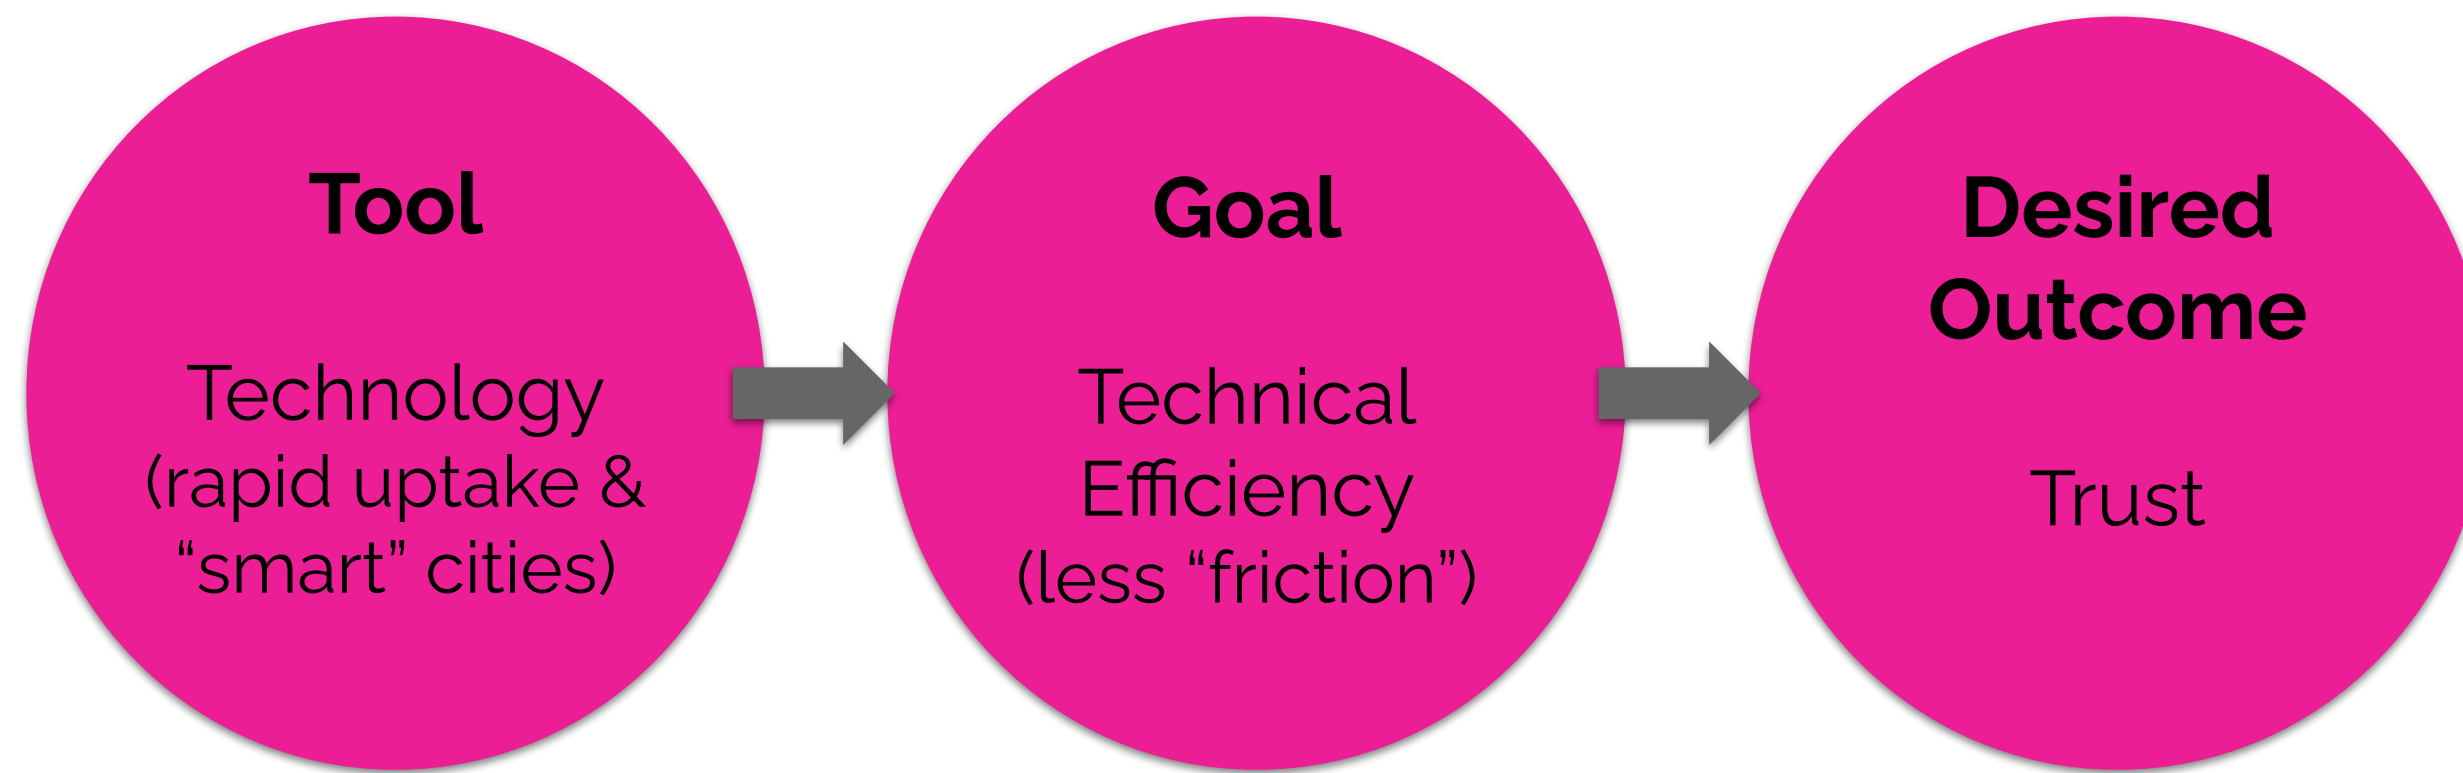 Tool
Technology
(rapid uptake &
“smart” cities)
Goal
Technical
Efficiency
(less “friction”)
Desired
Outcome
Trust